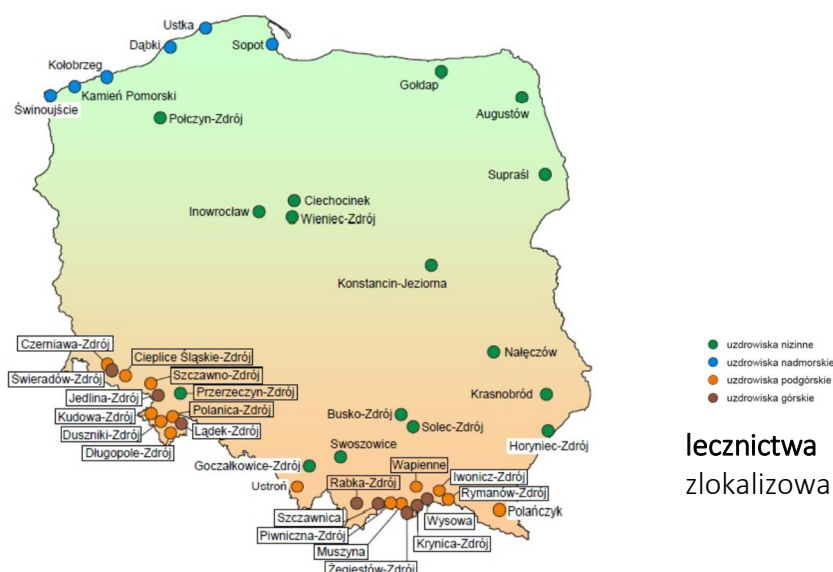 Ustka
Dąbki
Sopot
Kołobrzeg
Gołdap
Kamień Pomorski
Świnoujście
Augustów
Połczyn-Zdrój
Supraśl
Ciechocinek
Inowrocław
Wieniec-Zdrój
Konstancin-Jeziorna
Czerniawa-Zdrój
Nałęczów
Cieplice Śląskie-Zdrój
Świeradów-Zdrój
Szczawno-Zdrój
Jedlina-Zdrój
Przerzeczyn-Zdrój
Krasnobród
Kudowa-Zdrój
Polanica-Zdrój
Busko-Zdrój
Duszniki-Zdrój
Lądek-Zdrój
Solec-Zdrój
Długopole-Zdrój
Swoszowice
Horyniec-Zdrój
Goczałkowice-Zdrój
Wapienne
Ustroń
Rabka-Zdrój
Iwonicz-Zdrój
Rymanów-Zdrój
Szczawnica
Wysowa
Polańczyk
Piwniczna-Zdrój
Krynica-Zdrój
Muszyna
Żegiestów-Zdrój
uzdrowiska nizinne
uzdrowiska nadmorskie
uzdrowiska podgórskie
uzdrowiska górskie
lecznictwa
zlokalizowa